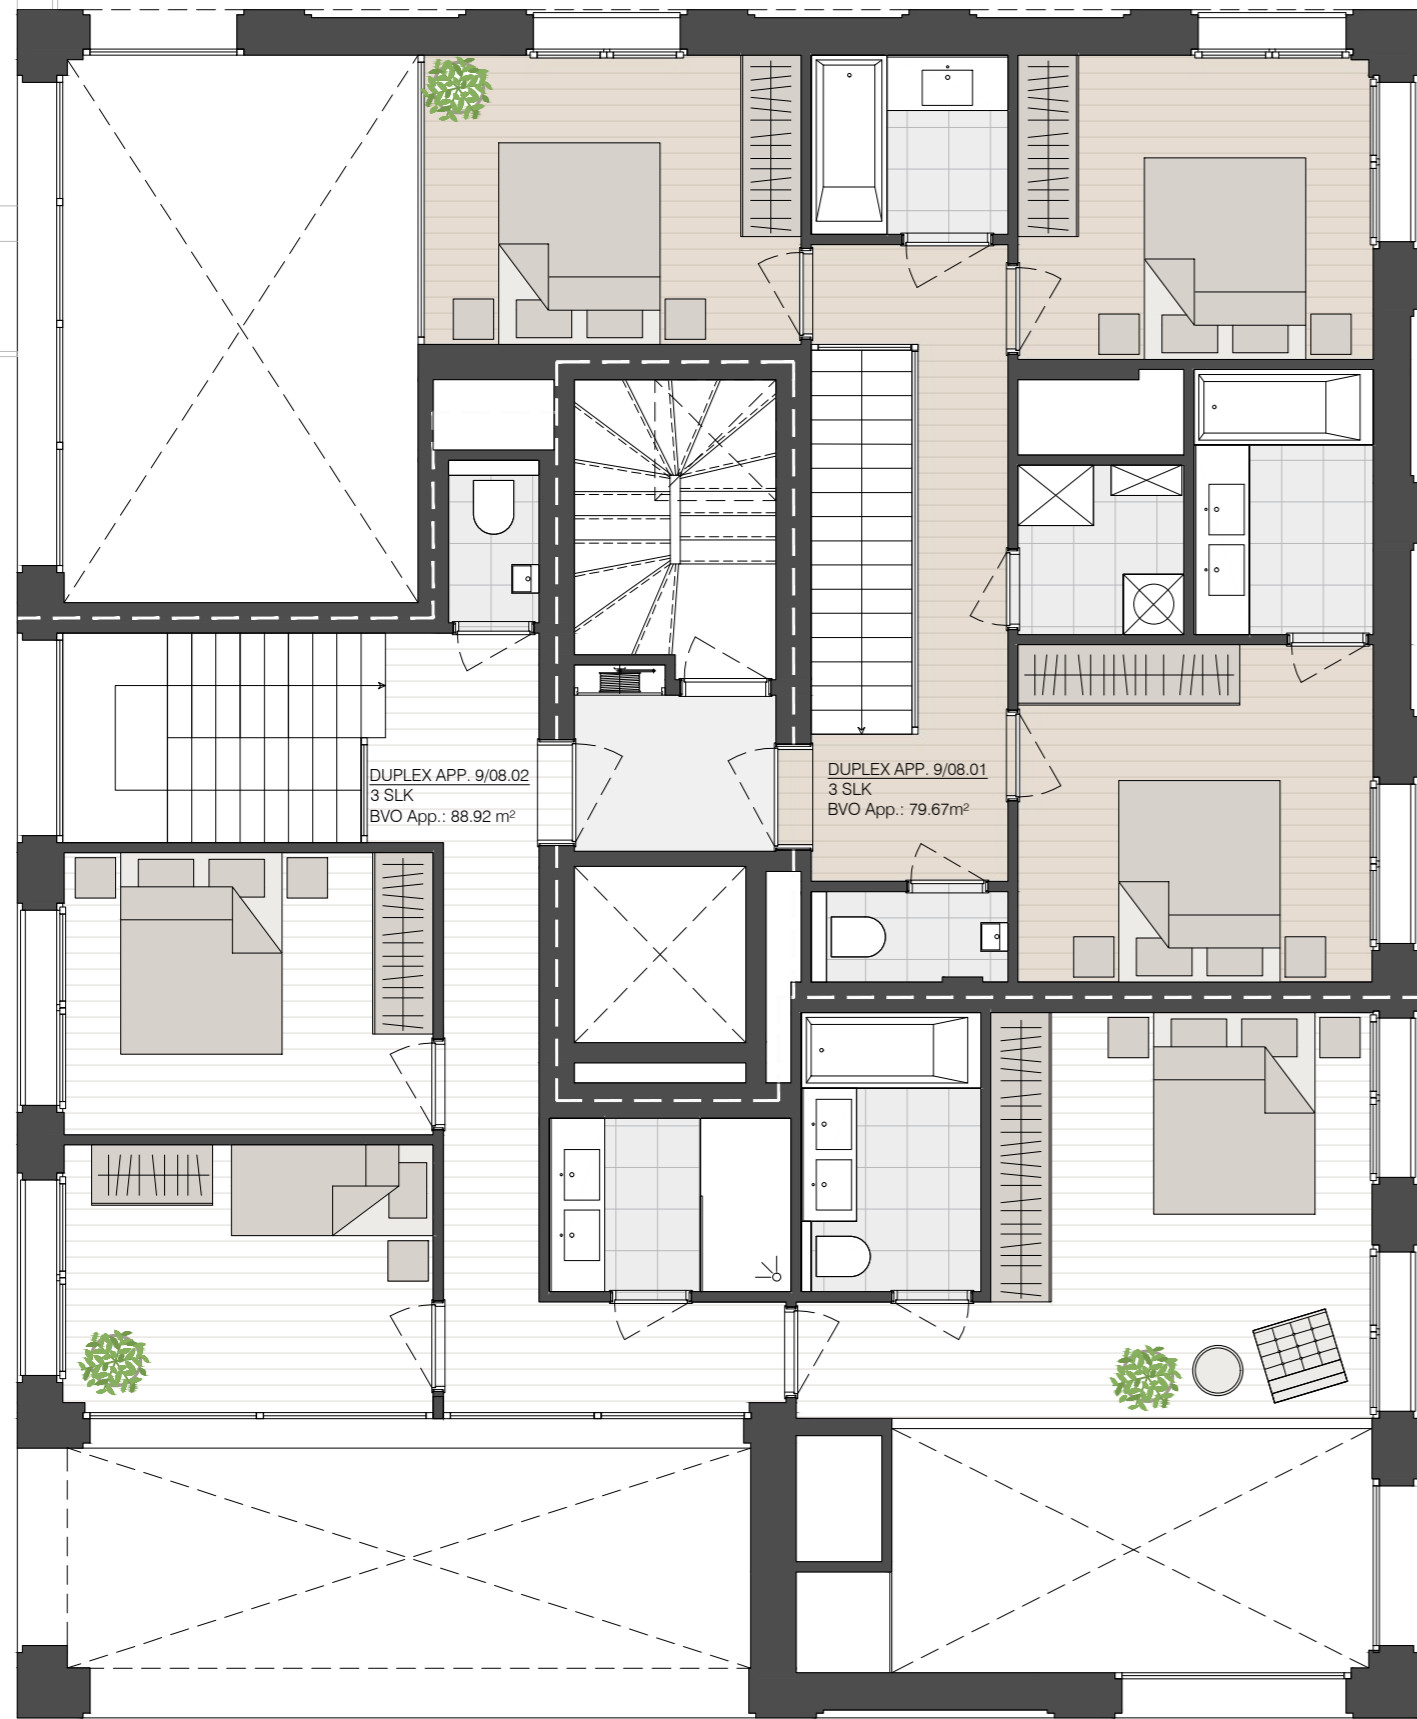 DUPLEX APP. 9/08.02
3 SLK
BVO App.: 88.92 m²
DUPLEX APP. 9/08.01
3 SLK
BVO App.: 79.67m²